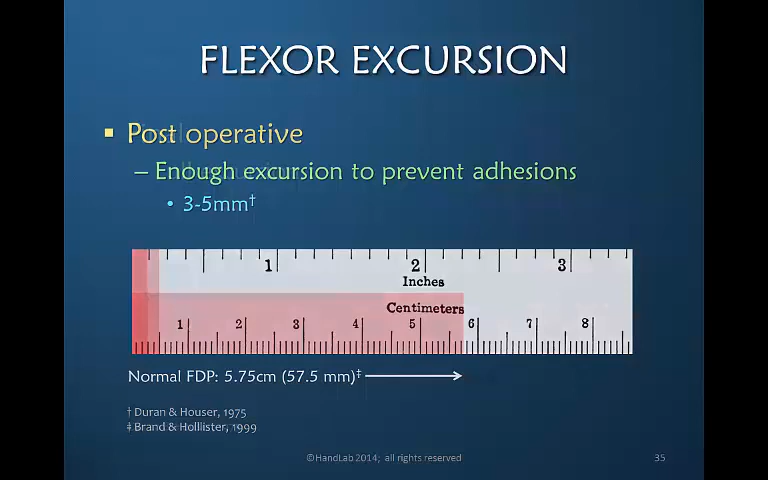 FLEXOR EXCURSION
▪ Post operative
– Enough excursion to prevent adhesions
• 3-5mm†
1 2 3
Inches
Centimeters
1 2 3 4 5 6 7 8
Normal FDP: 5.75cm (57.5 mm)‡
† Duran & Houser, 1975
‡ Brand & Holllister, 1999
©HandLab 2014; all rights reserved
35